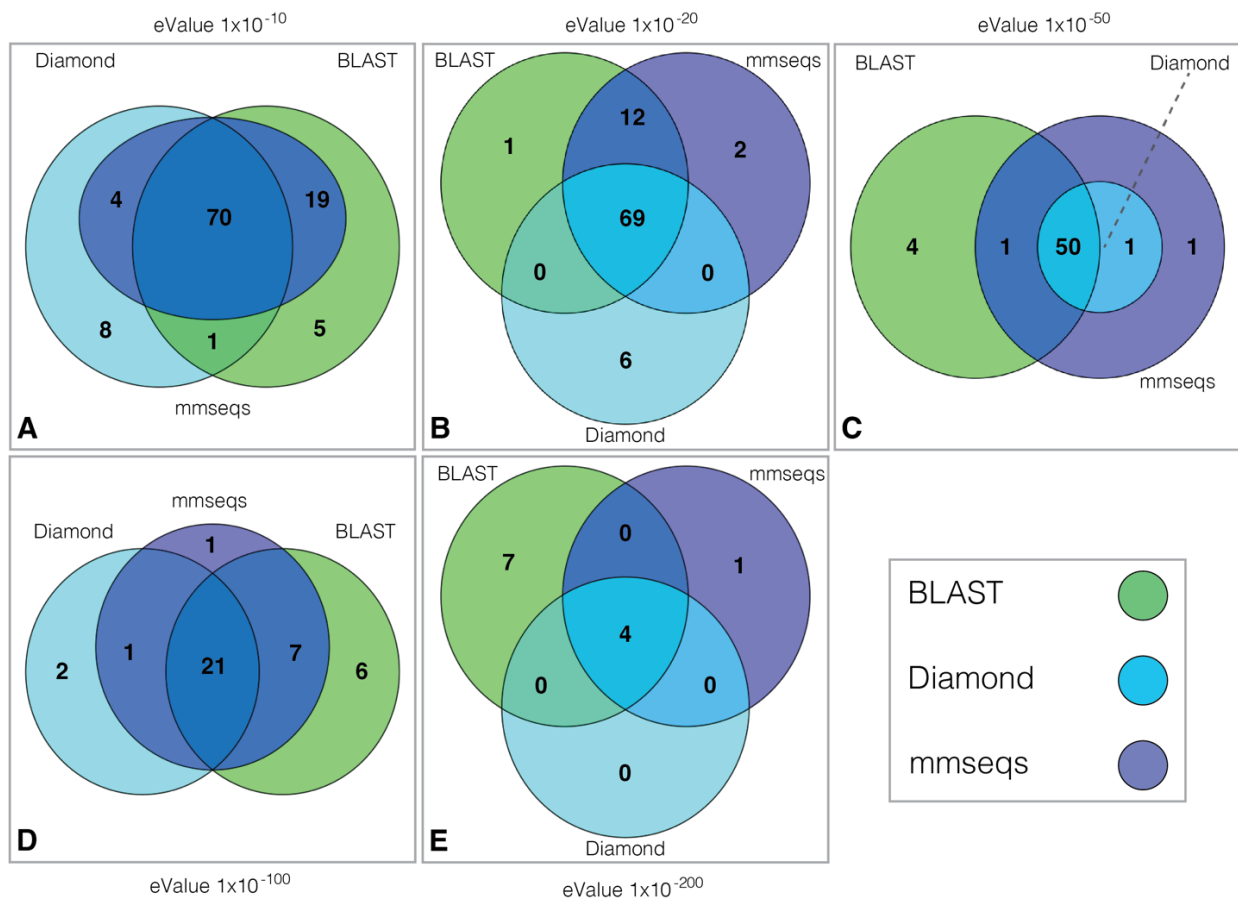 eValue 1x10-10
eValue 1x10-20
eValue 1x10-50
Diamond
BLAST
4
70
19
8
1
5
mmseqs
A
BLAST
mmseqs
12
1
2
69
0
0
6
Diamond
B
BLAST
Diamond
4
1
50
1
1
mmseqs
C
mmseqs
Diamond
BLAST
1
2
1
21
7
6
D
eValue 1x10-100
BLAST
mmseqs
0
7
1
4
0
0
0
Diamond
E
eValue 1x10-200
BLAST
Diamond
mmseqs